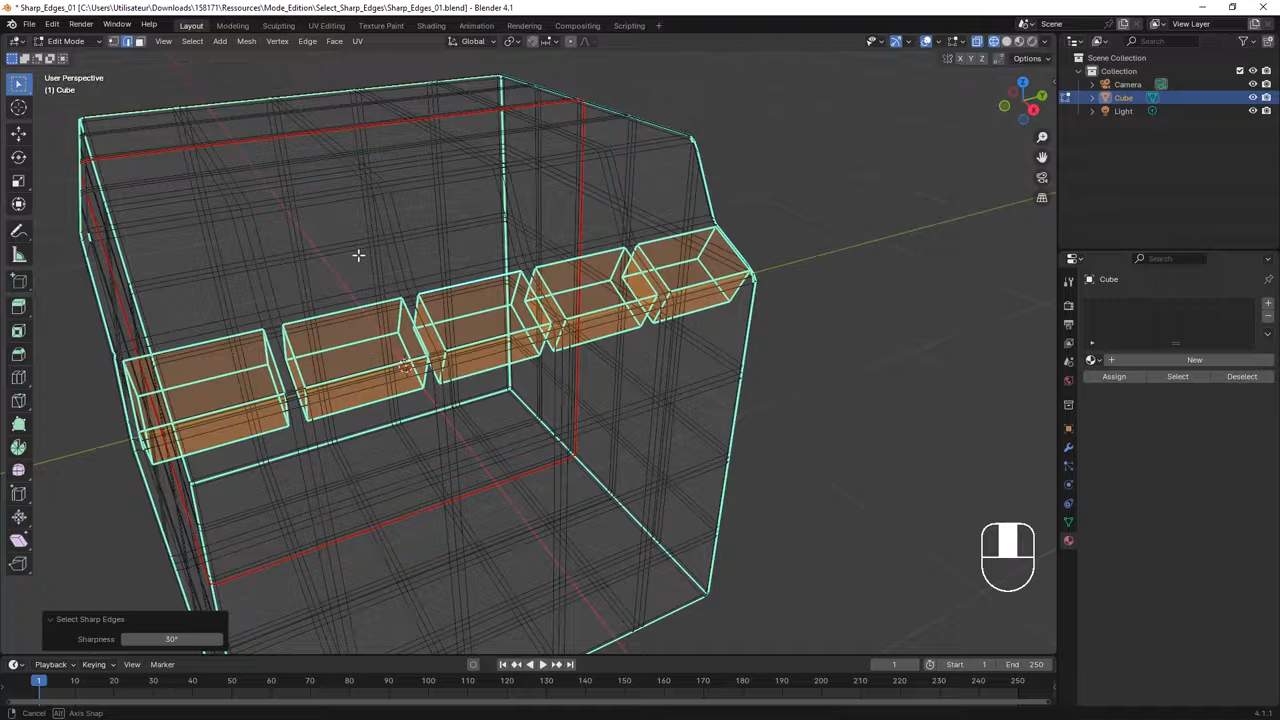 * Sharp_Edges_01 [C:\Users\Utilisateur\Downloads\158171\Ressources\Mode_Edition\Select_Sharp_Edges\Sharp_Edges_01.blend] - Blender 4.1
File Edit Render Window Help Layout Modeling Sculpting UV Editing Texture Paint Shading Animation Rendering Compositing Scripting + Scene View Layer
Edit Mode View Select Add Mesh Vertex Edge Face UV Global Search
X Y Z Options
User Perspective
(1) Cube
Scene Collection
Collection
Camera
Cube
Light
Z
Y
X
Search
Cube
New
Assign Select Deselect
Select Sharp Edges
Sharpness 30°
Playback Keying View Marker 1 Start 1 End 250
1 10 20 30 40 50 60 70 80 90 100 110 120 130 140 150 160 170 180 190 200 210 220 230 240 250
Cancel Alt Axis Snap 4.1.1